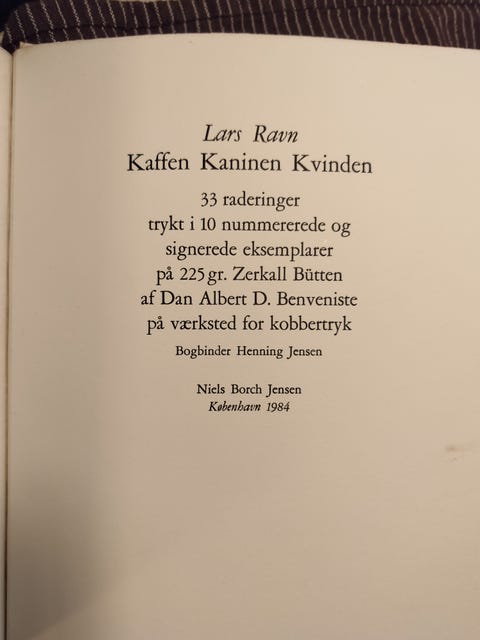 Lars Ravn
Kaffen Kaninen Kvinden
33 raderinger
trykt i 10 nummererede og
signerede eksemplarer
på 225 gr. Zerkall Bütten
af Dan Albert D. Benveniste
på værksted for kobbertryk
Bogbinder Henning Jensen
Niels Borch Jensen
København 1984